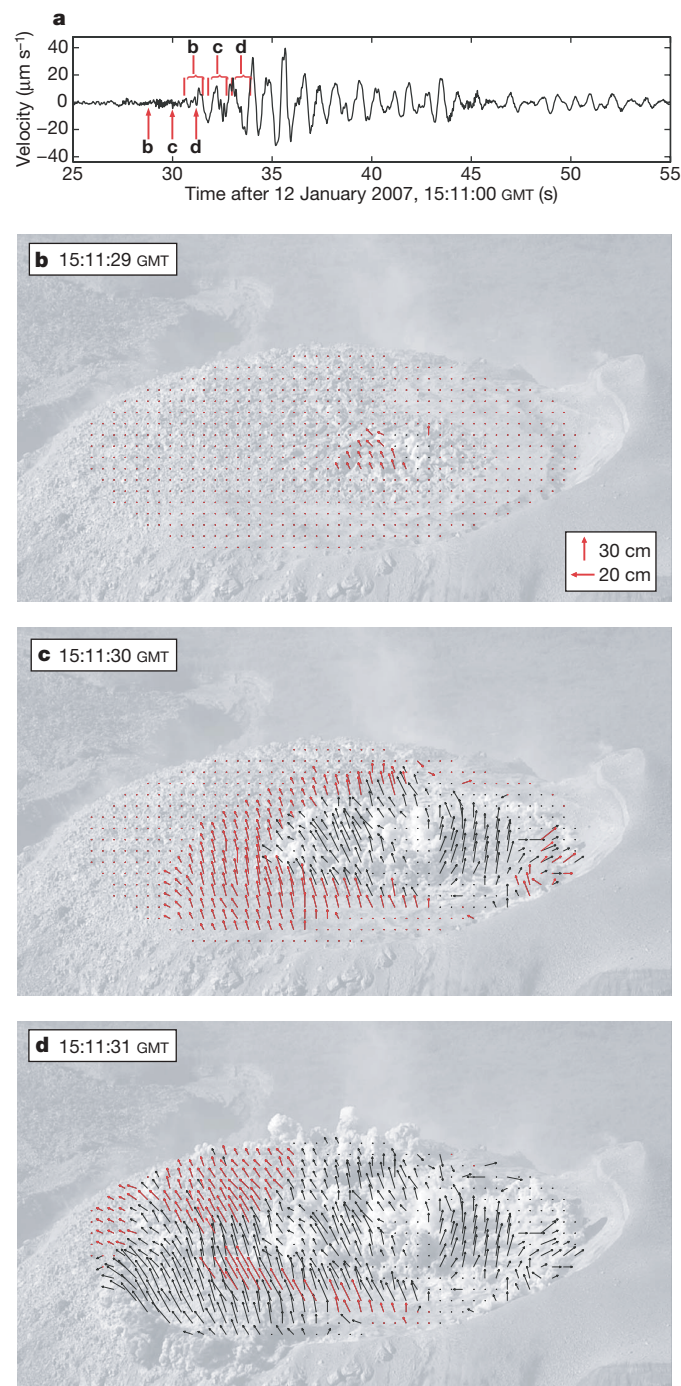 a
b c d
40
20
0
−20
−40
Velocity (μm s−1)
b c d
25 30 35 40 45 50 55
Time after 12 January 2007, 15:11:00 GMT (s)
b 15:11:29 GMT
30 cm
20 cm
c 15:11:30 GMT
d 15:11:31 GMT